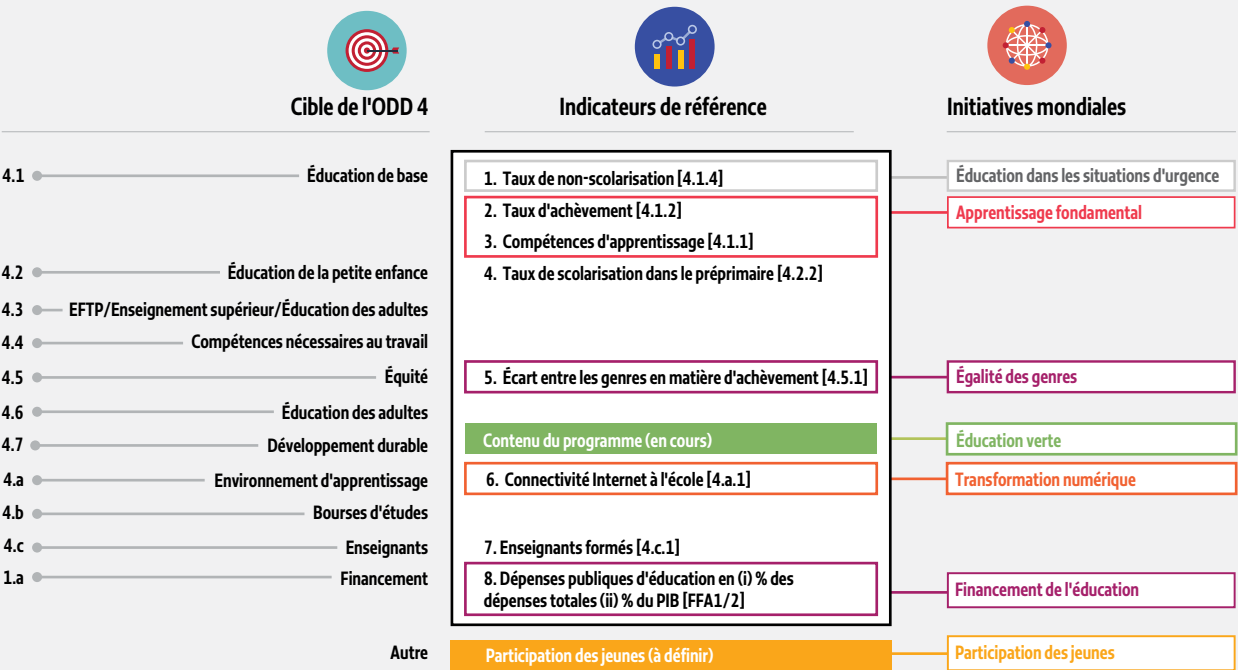 Cible de l'ODD 4
Indicateurs de référence
Initiatives mondiales
4.1 Éducation de base
1. Taux de non-scolarisation [4.1.4]
Éducation dans les situations d'urgence
2. Taux d'achèvement [4.1.2]
Apprentissage fondamental
3. Compétences d'apprentissage [4.1.1]
4.2 Éducation de la petite enfance
4. Taux de scolarisation dans le préprimaire [4.2.2]
4.3 EFTP/Enseignement supérieur/Éducation des adultes
4.4 Compétences nécessaires au travail
4.5 Équité
5. Écart entre les genres en matière d'achèvement [4.5.1]
Égalité des genres
4.6 Éducation des adultes
4.7 Développement durable
Contenu du programme (en cours)
Éducation verte
4.a Environnement d'apprentissage
6. Connectivité Internet à l'école [4.a.1]
Transformation numérique
4.b Bourses d'études
4.c Enseignants
7. Enseignants formés [4.c.1]
1.a Financement
8. Dépenses publiques d'éducation en (i) % des
dépenses totales (ii) % du PIB [FFA1/2]
Financement de l'éducation
Autre
Participation des jeunes (à définir)
Participation des jeunes